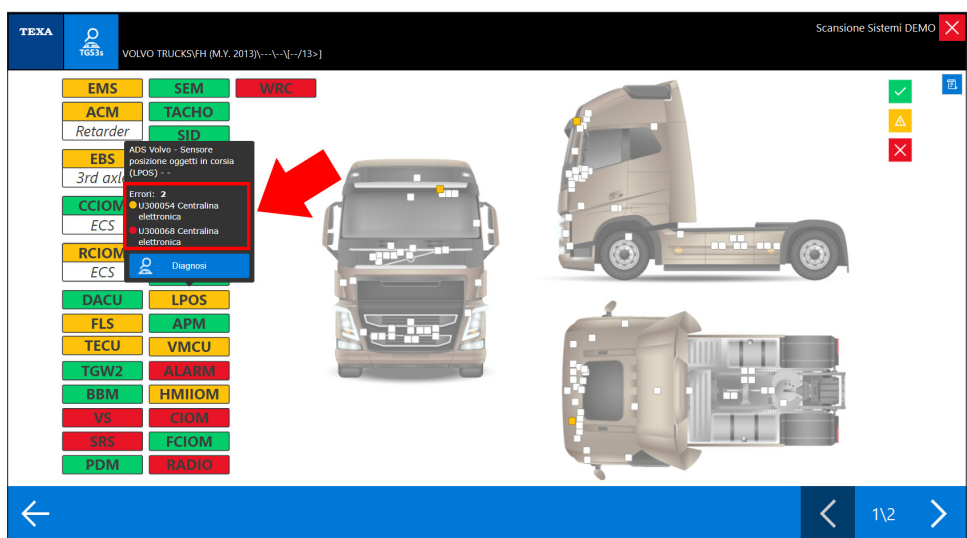 TEXA
TGS3s
VOLVO TRUCKS\FH (M.Y. 2013)\---\--\[--/13>]
Scansione Sistemi DEMO
EMS SEM WRC
ACM TACHO
Retarder SID
EBS
3rd axl
CCIOM
ECS
RCIOM
ECS
ADS Volvo - Sensore
posizione oggetti in corsia
(LPOS) - -
Errori: 2
U300054 Centralina
elettronica
U300068 Centralina
elettronica
Diagnosi
DACU LPOS
FLS APM
TECU VMCU
TGW2 ALARM
BBM HMIIOM
VS CIOM
SRS FCIOM
PDM RADIO
1\2